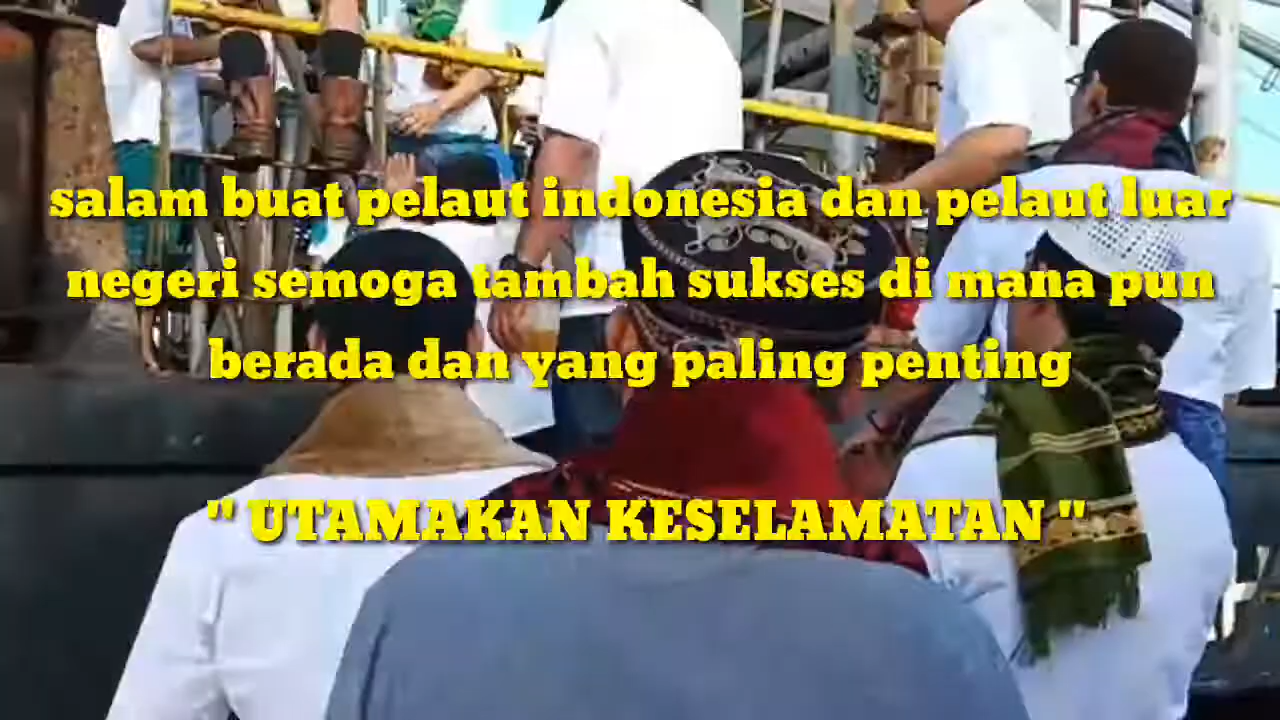 salam buat pelaut indonesia dan pelaut luar
negeri semoga tambah sukses di mana pun
berada dan yang paling penting
" UTAMAKAN KESELAMATAN "